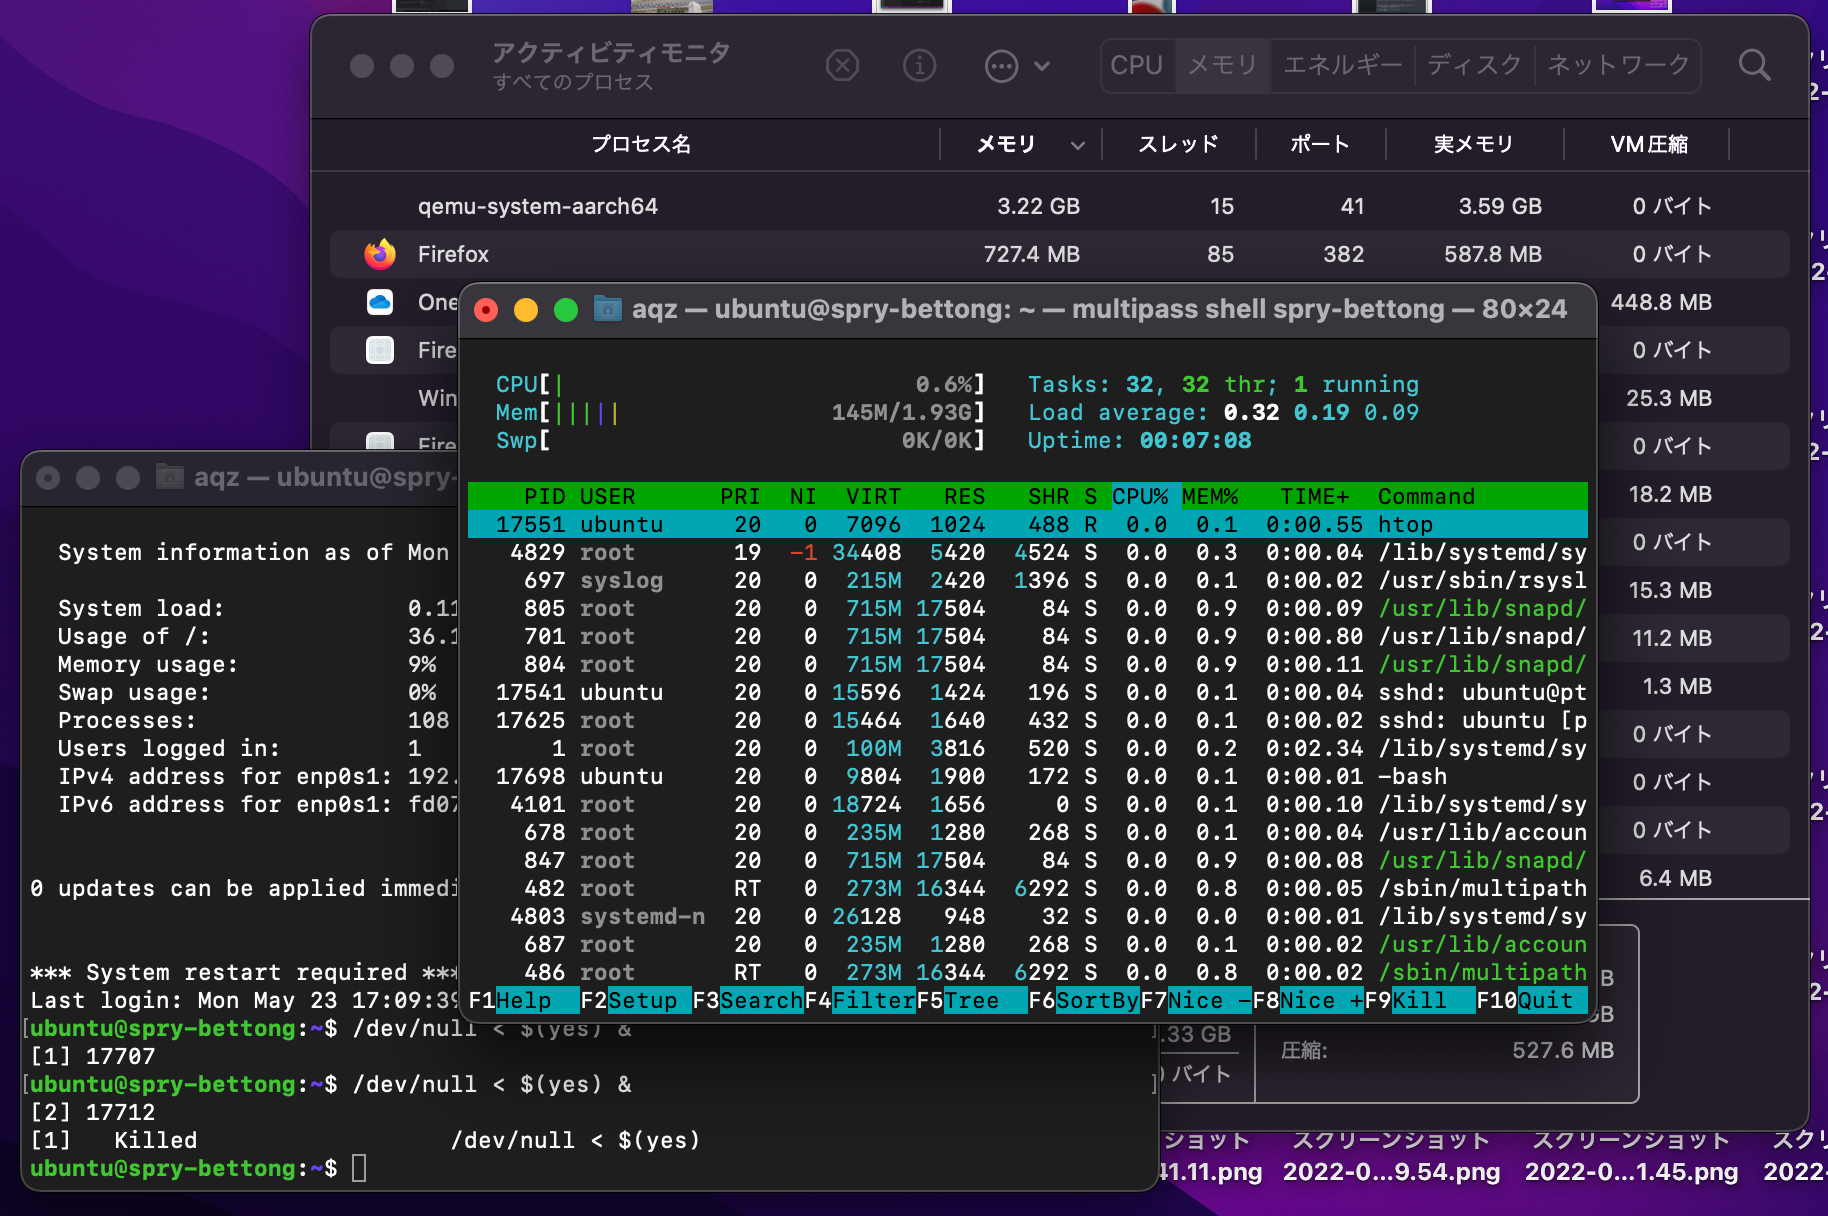 アクティビティモニタ
すべてのプロセス
CPU メモリ エネルギー ディスク ネットワーク
プロセス名 メモリ スレッド ポート 実メモリ VM圧縮
qemu-system-aarch64 3.22 GB 15 41 3.59 GB 0 バイト
Firefox 727.4 MB 85 382 587.8 MB 0 バイト
One 448.8 MB
Fire 0 バイト
Win 25.3 MB
Fire 0 バイト
18.2 MB
0 バイト
15.3 MB
11.2 MB
1.3 MB
0 バイト
0 バイト
0 バイト
6.4 MB
.33 GB
バイト
圧縮: 527.6 MB
aqz — ubuntu@spry-bettong: ~ — multipass shell spry-bettong — 80×24
CPU[| 0.6%] Tasks: 32, 32 thr; 1 running
Mem[||||| 145M/1.93G] Load average: 0.32 0.19 0.09
Swp[ 0K/0K] Uptime: 00:07:08
PID USER PRI NI VIRT RES SHR S CPU% MEM% TIME+ Command
17551 ubuntu 20 0 7096 1024 488 R 0.0 0.1 0:00.55 htop
4829 root 19 -1 34408 5420 4524 S 0.0 0.3 0:00.04 /lib/systemd/sy
697 syslog 20 0 215M 2420 1396 S 0.0 0.1 0:00.02 /usr/sbin/rsysl
805 root 20 0 715M 17504 84 S 0.0 0.9 0:00.09 /usr/lib/snapd/
701 root 20 0 715M 17504 84 S 0.0 0.9 0:00.80 /usr/lib/snapd/
804 root 20 0 715M 17504 84 S 0.0 0.9 0:00.11 /usr/lib/snapd/
17541 ubuntu 20 0 15596 1424 196 S 0.0 0.1 0:00.04 sshd: ubuntu@pt
17625 root 20 0 15464 1640 432 S 0.0 0.1 0:00.02 sshd: ubuntu [p
1 root 20 0 100M 3816 520 S 0.0 0.2 0:02.34 /lib/systemd/sy
17698 ubuntu 20 0 9804 1900 172 S 0.0 0.1 0:00.01 -bash
4101 root 20 0 18724 1656 0 S 0.0 0.1 0:00.10 /lib/systemd/sy
678 root 20 0 235M 1280 268 S 0.0 0.1 0:00.04 /usr/lib/accoun
847 root 20 0 715M 17504 84 S 0.0 0.9 0:00.08 /usr/lib/snapd/
482 root RT 0 273M 16344 6292 S 0.0 0.8 0:00.05 /sbin/multipath
4803 systemd-n 20 0 26128 948 32 S 0.0 0.0 0:00.01 /lib/systemd/sy
687 root 20 0 235M 1280 268 S 0.0 0.1 0:00.02 /usr/lib/accoun
486 root RT 0 273M 16344 6292 S 0.0 0.8 0:00.02 /sbin/multipath
F1Help F2Setup F3SearchF4FilterF5Tree F6SortByF7Nice -F8Nice +F9Kill F10Quit
aqz — ubuntu@spry-
System information as of Mon
System load: 0.11
Usage of /: 36.1
Memory usage: 9%
Swap usage: 0%
Processes: 108
Users logged in: 1
IPv4 address for enp0s1: 192.
IPv6 address for enp0s1: fd07
0 updates can be applied immedi
*** System restart required ***
Last login: Mon May 23 17:09:39
ubuntu@spry-bettong:~$ /dev/null < $(yes) &
[1] 17707
ubuntu@spry-bettong:~$ /dev/null < $(yes) &
[2] 17712
[1] Killed /dev/null < $(yes)
ubuntu@spry-bettong:~$
ショット スクリーンショット スクリーンショット スクリ
41.11.png 2022-0...9.54.png 2022-0...1.45.png 2022-